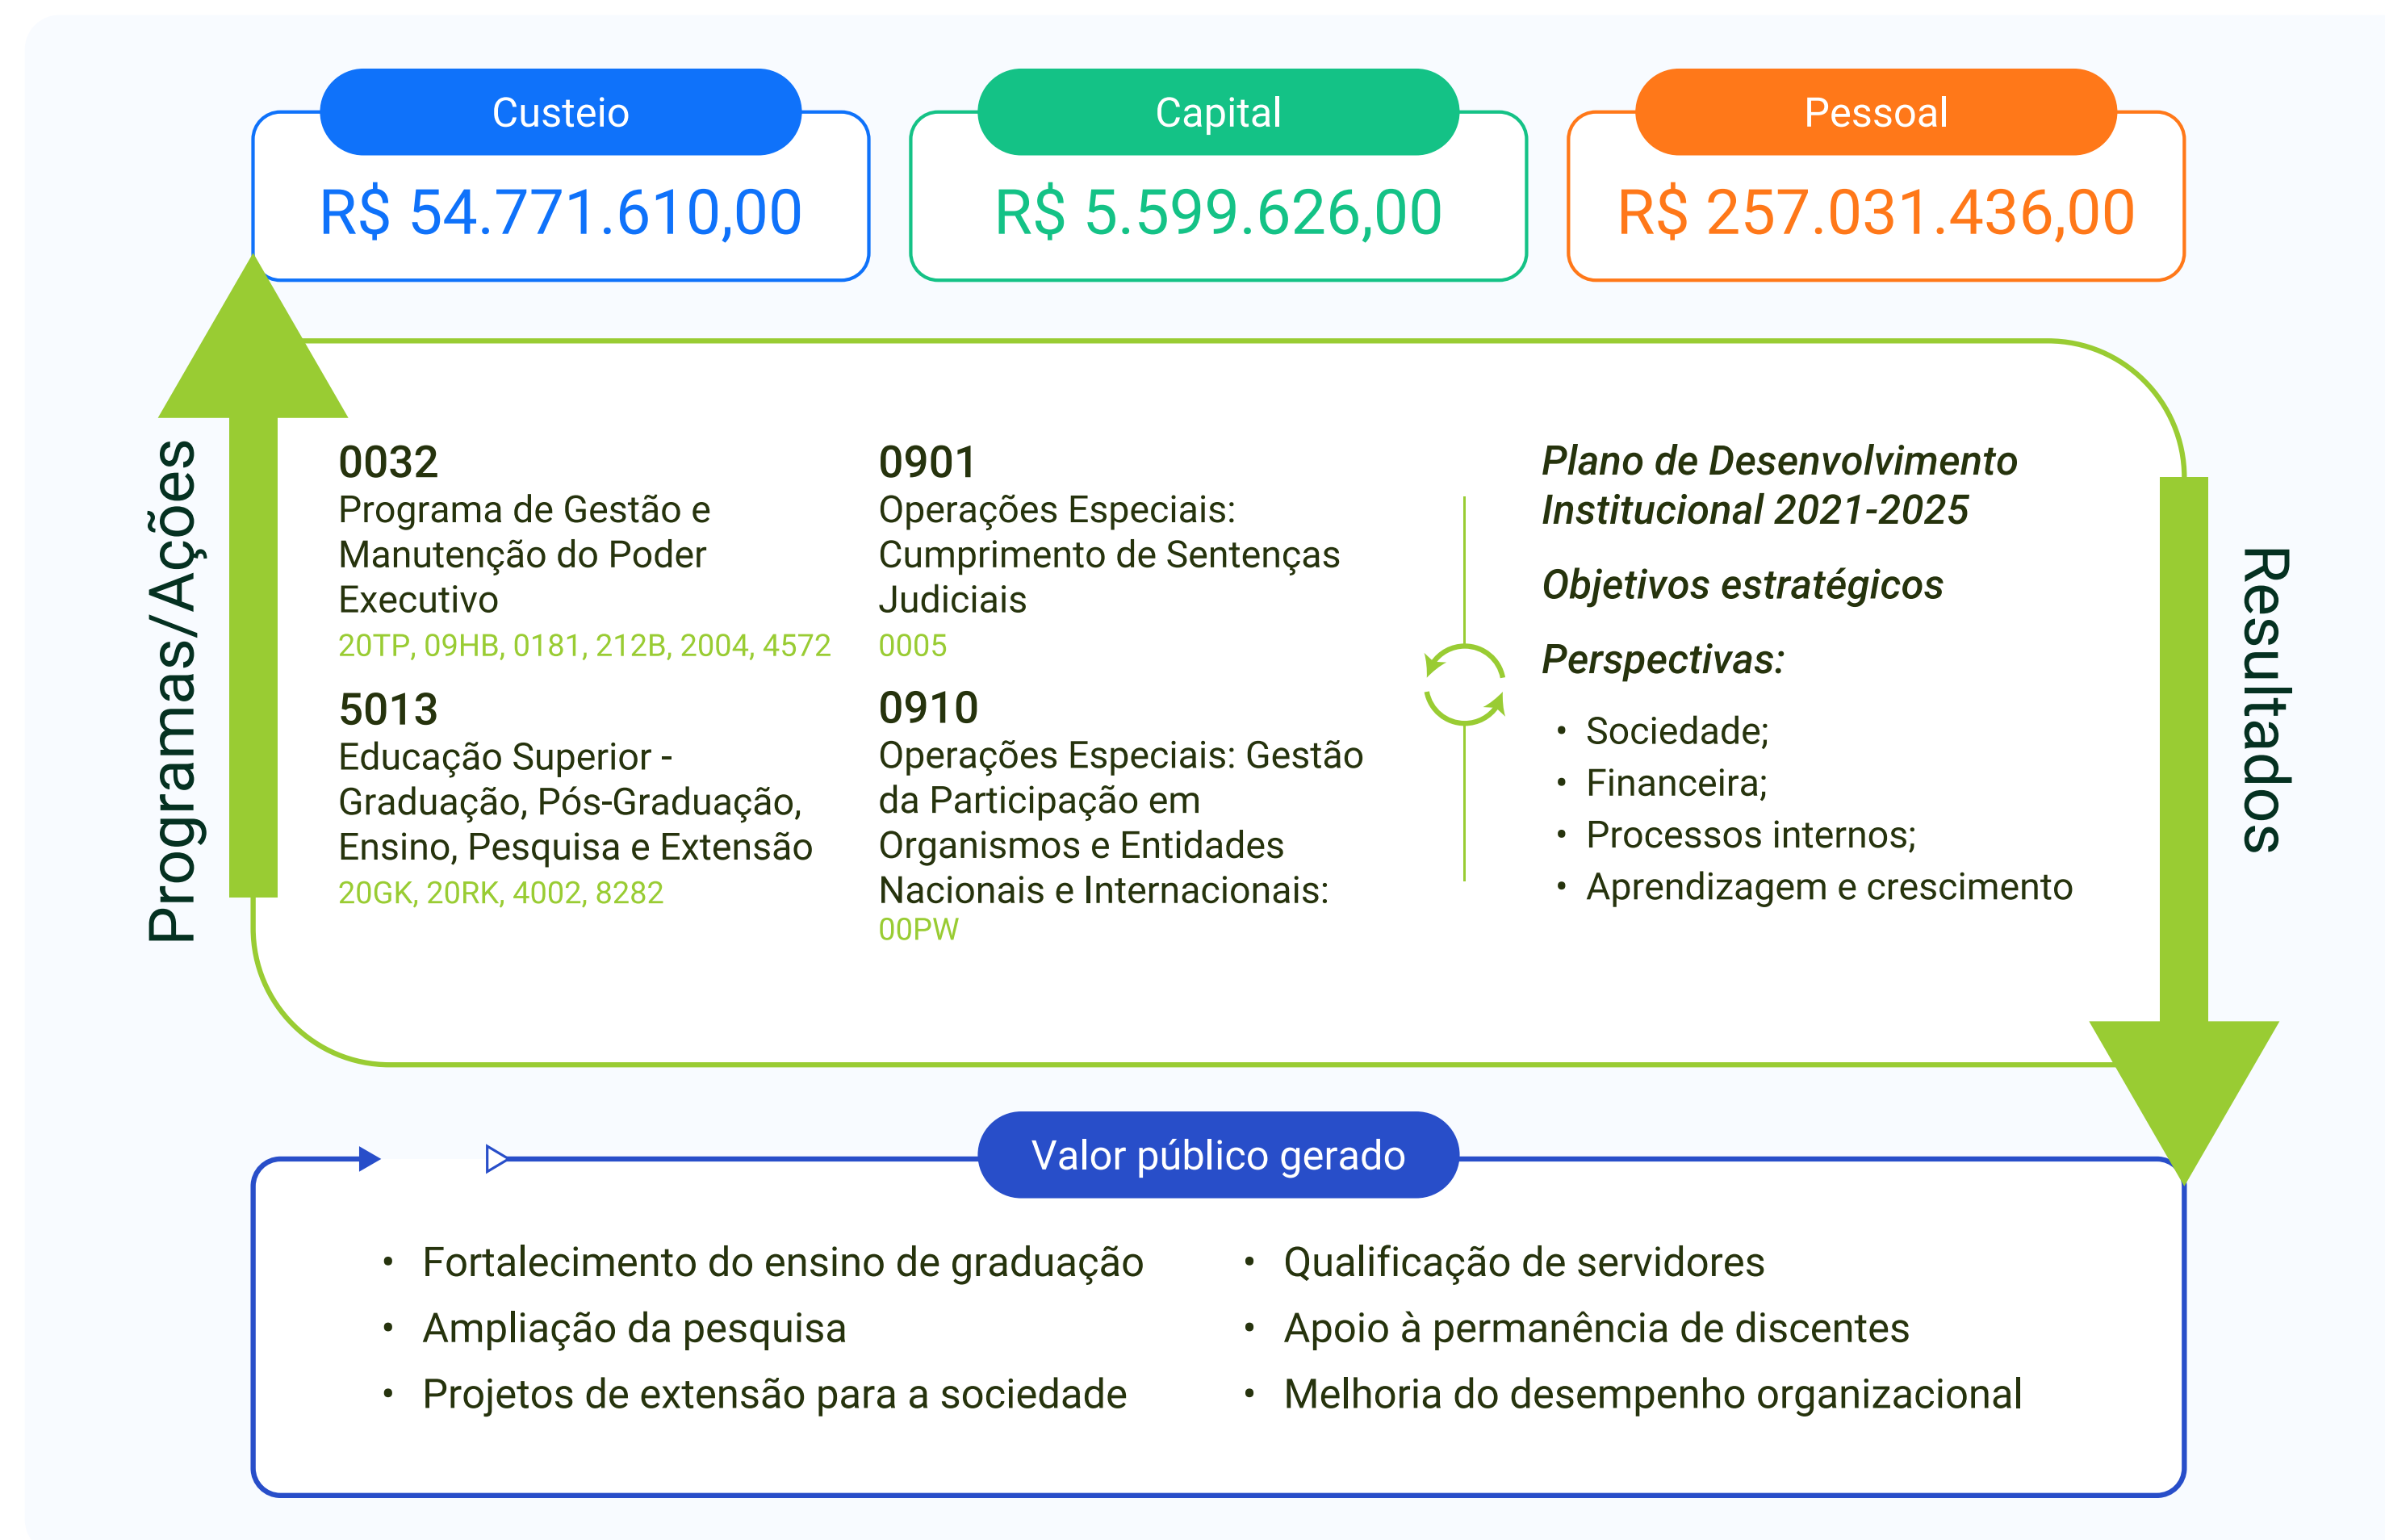 Custeio
R$ 54.771.610,00
Capital
R$ 5.599.626,00
Pessoal
R$ 257.031.436,00
Programas/Ações
0032
Programa de Gestão e
Manutenção do Poder
Executivo
20TP, 09HB, 0181, 212B, 2004, 4572
5013
Educação Superior -
Graduação, Pós-Graduação,
Ensino, Pesquisa e Extensão
20GK, 20RK, 4002, 8282
0901
Operações Especiais:
Cumprimento de Sentenças
Judiciais
0005
0910
Operações Especiais: Gestão
da Participação em
Organismos e Entidades
Nacionais e Internacionais:
00PW
Plano de Desenvolvimento
Institucional 2021-2025
Objetivos estratégicos
Perspectivas:
• Sociedade;
• Financeira;
• Processos internos;
• Aprendizagem e crescimento
Resultados
Valor público gerado
• Fortalecimento do ensino de graduação
• Ampliação da pesquisa
• Projetos de extensão para a sociedade
• Qualificação de servidores
• Apoio à permanência de discentes
• Melhoria do desempenho organizacional